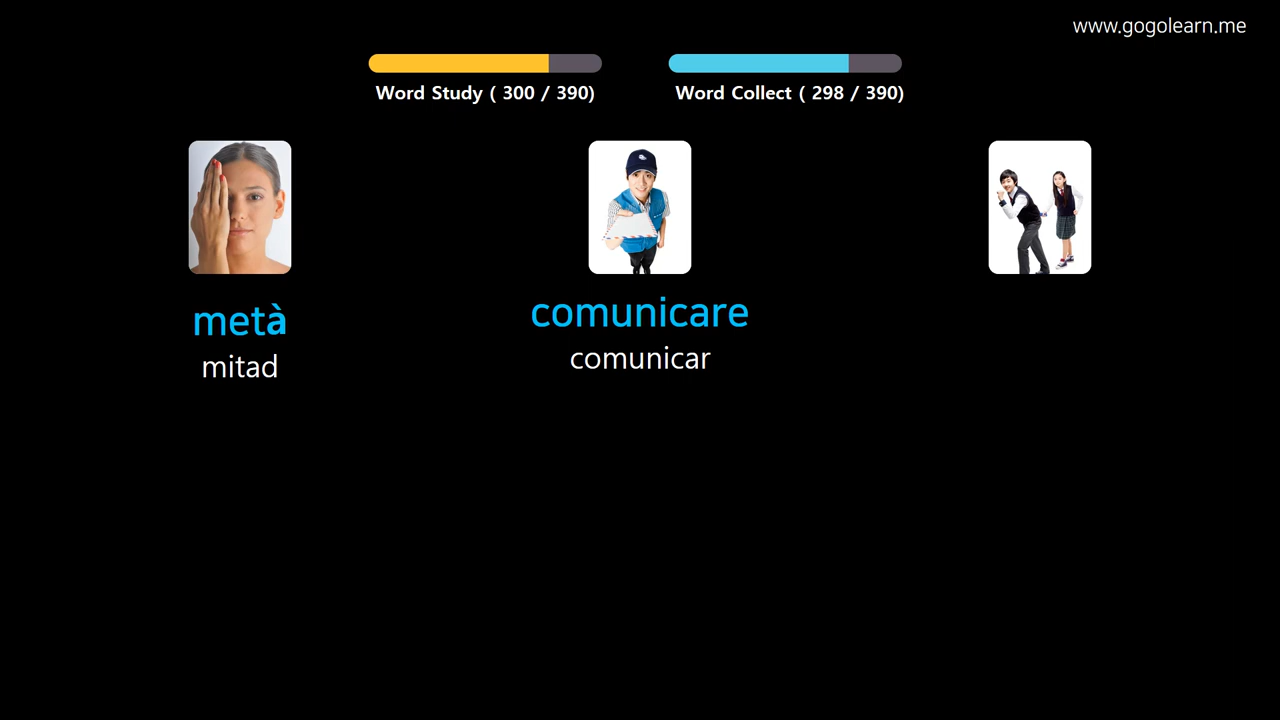 www.gogolearn.me
Word Study ( 300 / 390)
Word Collect ( 298 / 390)
metà
mitad
comunicare
comunicar